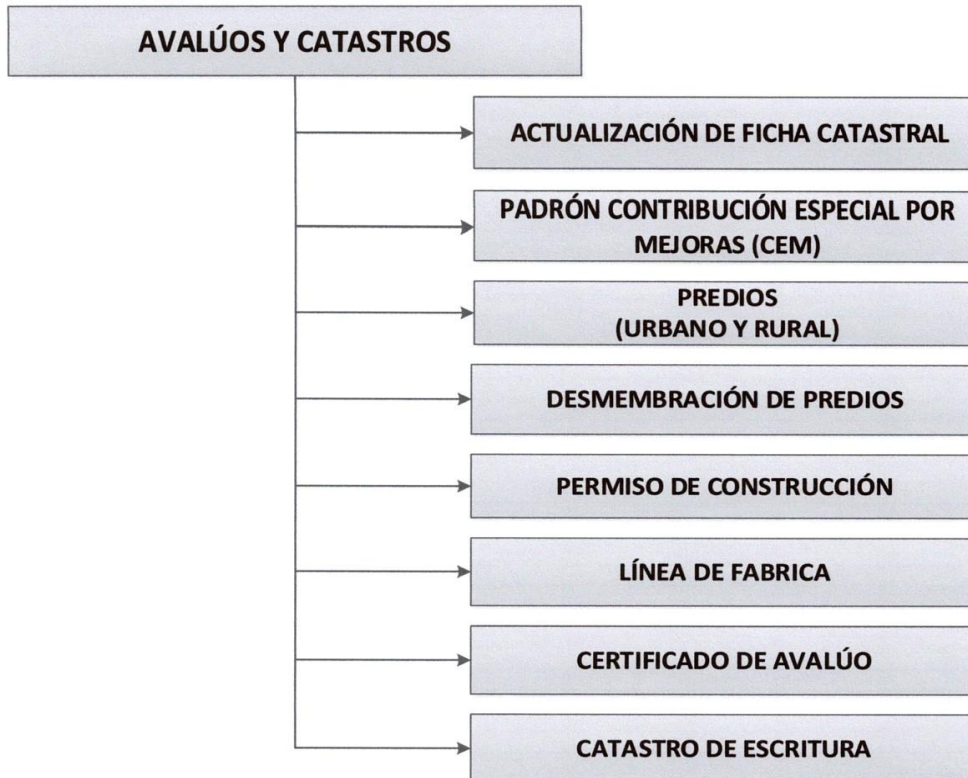 AVALÚOS Y CATASTROS
ACTUALIZACIÓN DE FICHA CATASTRAL
PADRÓN CONTRIBUCIÓN ESPECIAL POR
MEJORAS (CEM)
PREDIOS
(URBANO Y RURAL)
DESMEMBRACIÓN DE PREDIOS
PERMISO DE CONSTRUCCIÓN
LÍNEA DE FABRICA
CERTIFICADO DE AVALÚO
CATASTRO DE ESCRITURA